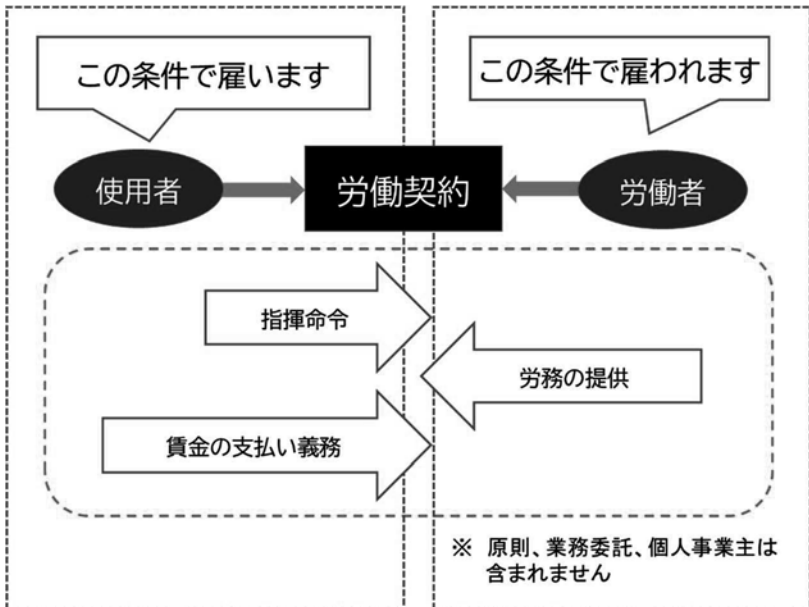 この条件で雇います
この条件で雇われます
使用者
労働契約
労働者
指揮命令
労務の提供
賃金の支払い義務
※ 原則、業務委託、個人事業主は
含まれません